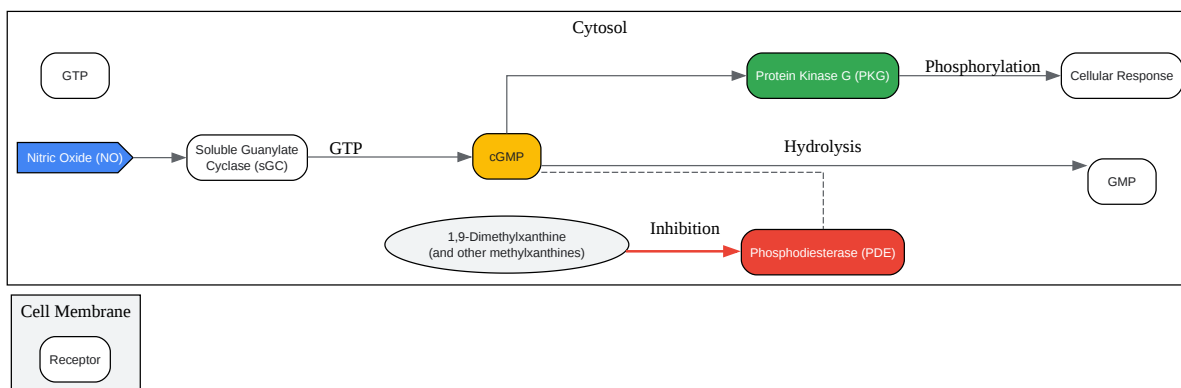 Cytosol
GTP
Protein Kinase G (PKG)
Phosphorylation
Cellular Response
Nitric Oxide (NO)
Soluble Guanylate
Cyclase (sGC)
GTP
cGMP
Hydrolysis
GMP
1,9-Dimethylxanthine
(and other methylxanthines)
Inhibition
Phosphodiesterase (PDE)
Cell Membrane
Receptor